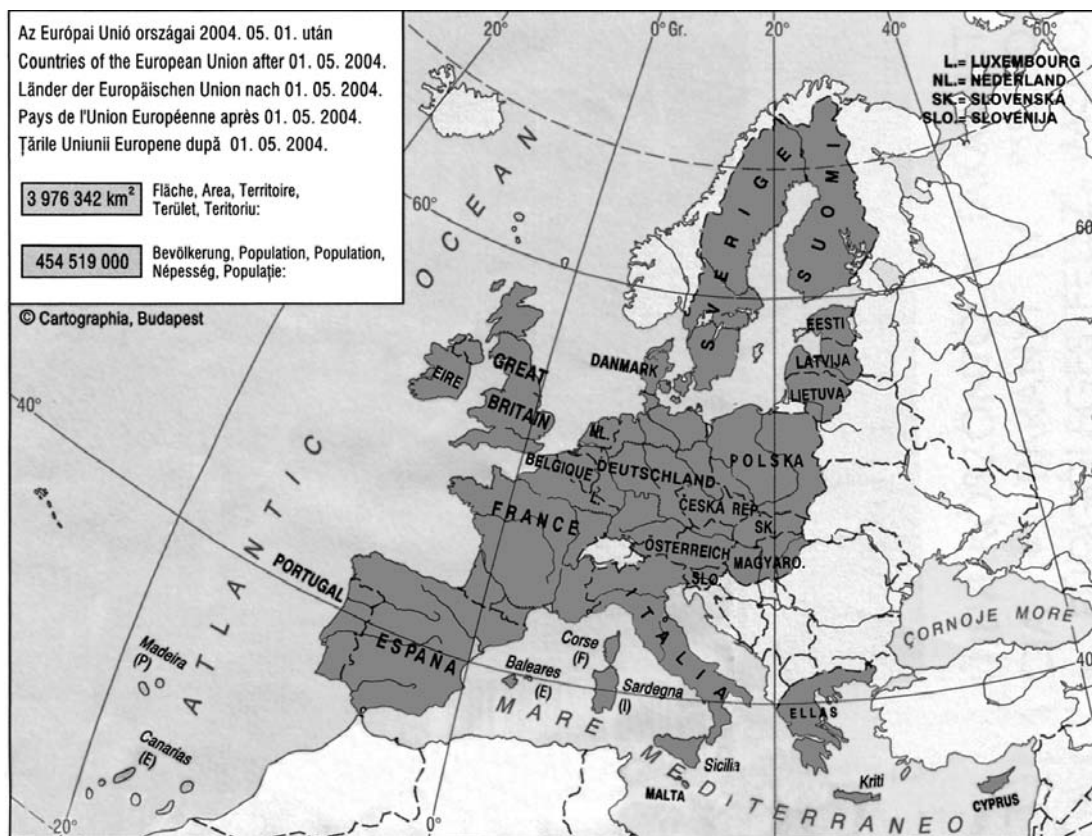 Az Európai Unió országai 2004. 05. 01. után
Countries of the European Union after 01. 05. 2004.
Länder der Europäischen Union nach 01. 05. 2004.
Pays de l'Union Européenne après 01. 05. 2004.
Ţările Uniunii Europene după 01. 05. 2004.
3 976 342 km²
Fläche, Area, Territoire,
Terület, Teritoriu:
454 519 000
Bevölkerung, Population, Population,
Népesség, Populaţie:
© Cartographia, Budapest
L.= LUXEMBOURG
NL.= NEDERLAND
SK.= SLOVENSKÁ
SLO.= SLOVENIJA
40°
20°
0°Gr.
20°
40°
60°
60°
60°
40°
40
20°
0°
20°
40°
ATLANTIC OCEAN
SVERIGE
SUOMI
EESTI
LATVIJA
LIETUVA
DANMARK
EIRE
GREAT
BRITAIN
NL.
BELGIQUE
DEUTSCHLAND
POLSKA
L.
ČESKÁ REP.
SK.
FRANCE
ÖSTERREICH
MAGYARO.
SLO.
ITALIA
PORTUGAL
ESPAÑA
Corse
(F)
Baleares
(E)
Sardegna
(I)
Madeira
(P)
Canarias
(E)
ELLAS
ÇORNOJE MORE
MARE MEDITERRANEO
Sicilia
MALTA
Kriti
CYPRUS